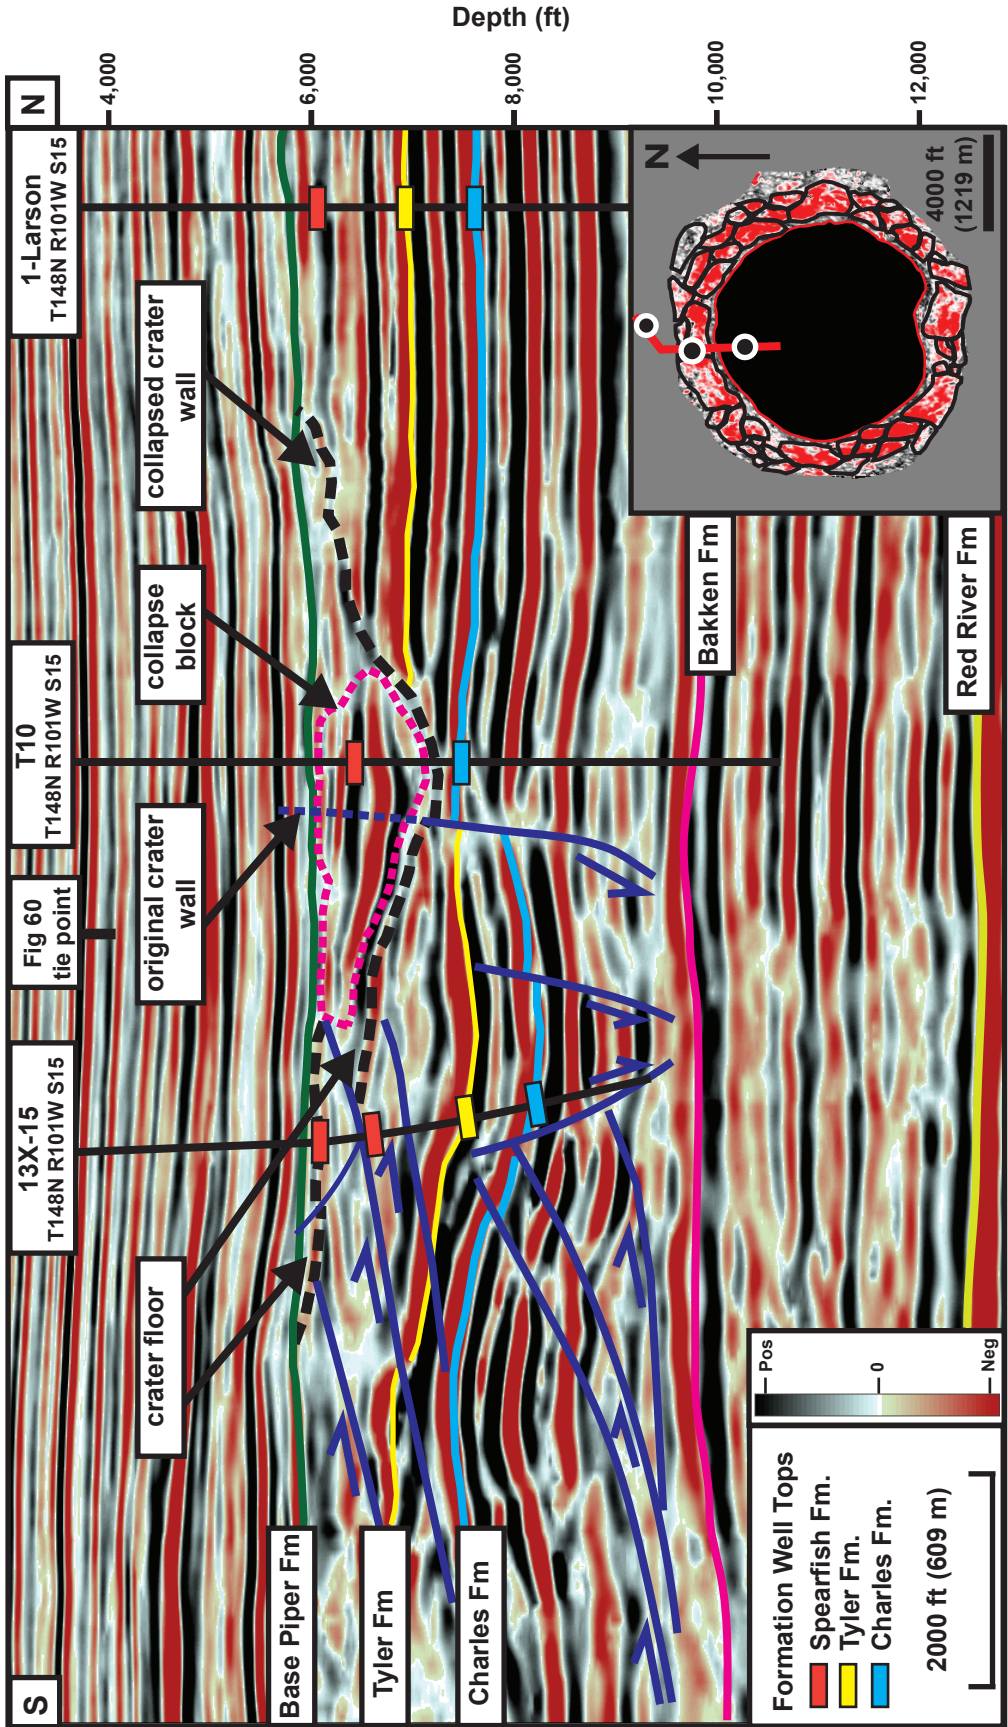 S
13X-15
T148N R101W S15
Fig 60
tie point
T10
T148N R101W S15
1-Larson
T148N R101W S15
N
crater floor
original crater
wall
collapse
block
collapsed crater
wall
Depth (ft)
4,000
6,000
8,000
10,000
12,000
Base Piper Fm
Tyler Fm
Charles Fm
Bakken Fm
Red River Fm
Formation Well Tops
Spearfish Fm.
Tyler Fm.
Charles Fm.
2000 ft (609 m)
Pos
0
Neg
N
4000 ft
(1219 m)